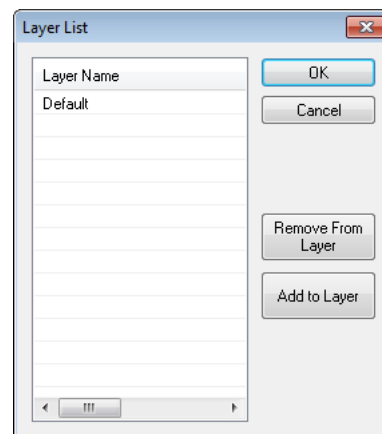 Layer List
Layer Name
Default
OK
Cancel
Remove From
Layer
Add to Layer